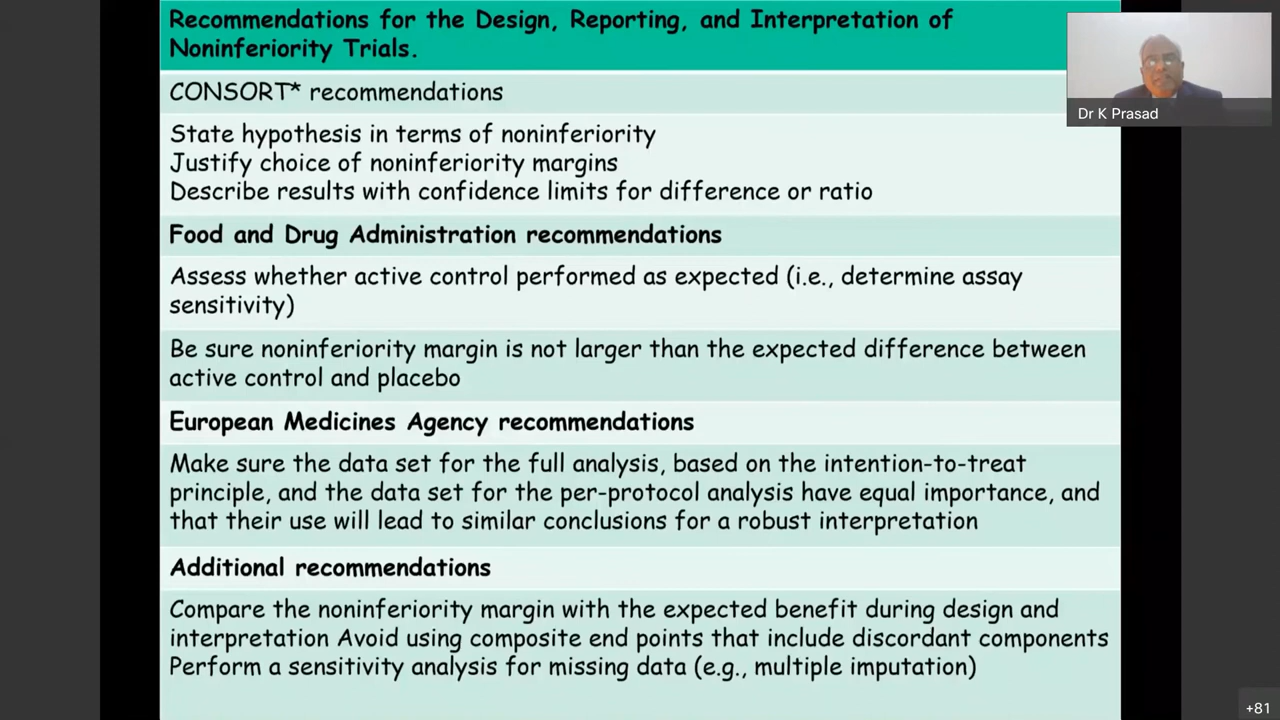 Recommendations for the Design, Reporting, and Interpretation of
Noninferiority Trials.
CONSORT* recommendations
State hypothesis in terms of noninferiority
Justify choice of noninferiority margins
Describe results with confidence limits for difference or ratio
Food and Drug Administration recommendations
Assess whether active control performed as expected (i.e., determine assay
sensitivity)
Be sure noninferiority margin is not larger than the expected difference between
active control and placebo
European Medicines Agency recommendations
Make sure the data set for the full analysis, based on the intention-to-treat
principle, and the data set for the per-protocol analysis have equal importance, and
that their use will lead to similar conclusions for a robust interpretation
Additional recommendations
Compare the noninferiority margin with the expected benefit during design and
interpretation Avoid using composite end points that include discordant components
Perform a sensitivity analysis for missing data (e.g., multiple imputation)
Dr K Prasad
+81